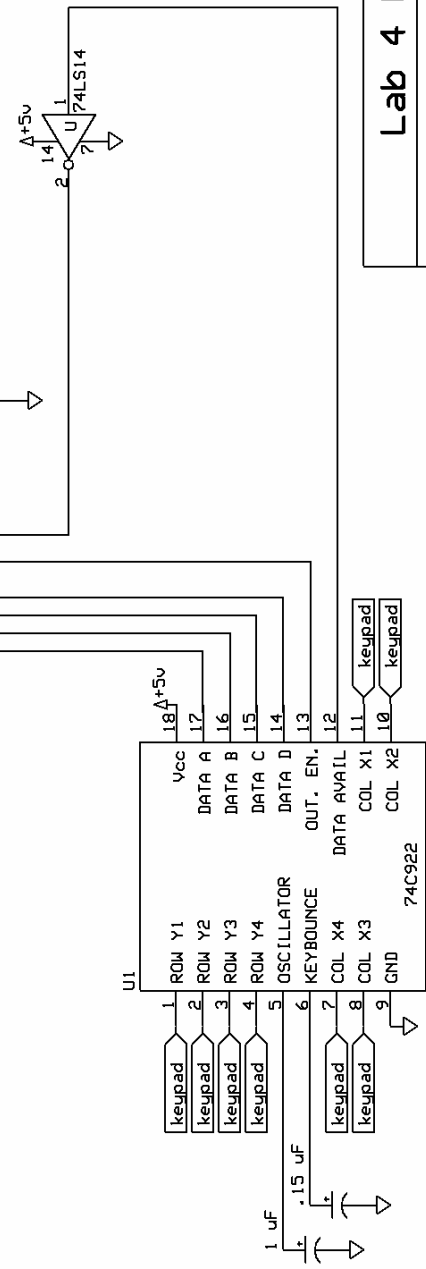 Lab 4
74LS14
1
U
+5v
14
7
2
U1
74C922
1 ROW Y1
2 ROW Y2
3 ROW Y3
4 ROW Y4
5 OSCILLATOR
6 KEYBOUNCE
7 COL X4
8 COL X3
9 GND
18 Vcc
17 DATA A
16 DATA B
15 DATA C
14 DATA D
13 OUT. EN.
12 DATA AVAIL
11 COL X1
10 COL X2
+5v
keypad
keypad
keypad
keypad
keypad
keypad
keypad
keypad
1 uF
.15 uF
+
+